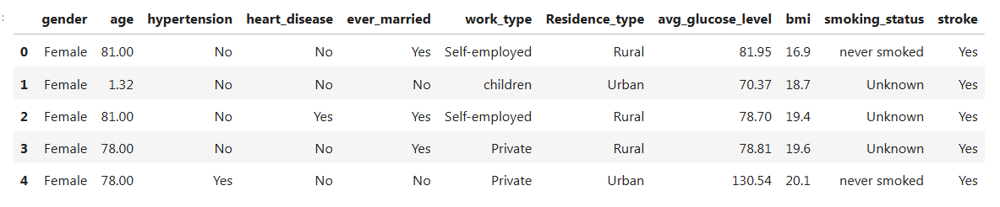 gender age hypertension heart_disease ever_married work_type Residence_type avg_glucose_level bmi smoking_status stroke
0 Female 81.00 No No Yes Self-employed Rural 81.95 16.9 never smoked Yes
1 Female 1.32 No No No children Urban 70.37 18.7 Unknown Yes
2 Female 81.00 No Yes Yes Self-employed Rural 78.70 19.4 Unknown Yes
3 Female 78.00 No No Yes Private Rural 78.81 19.6 Unknown Yes
4 Female 78.00 Yes No No Private Urban 130.54 20.1 never smoked Yes